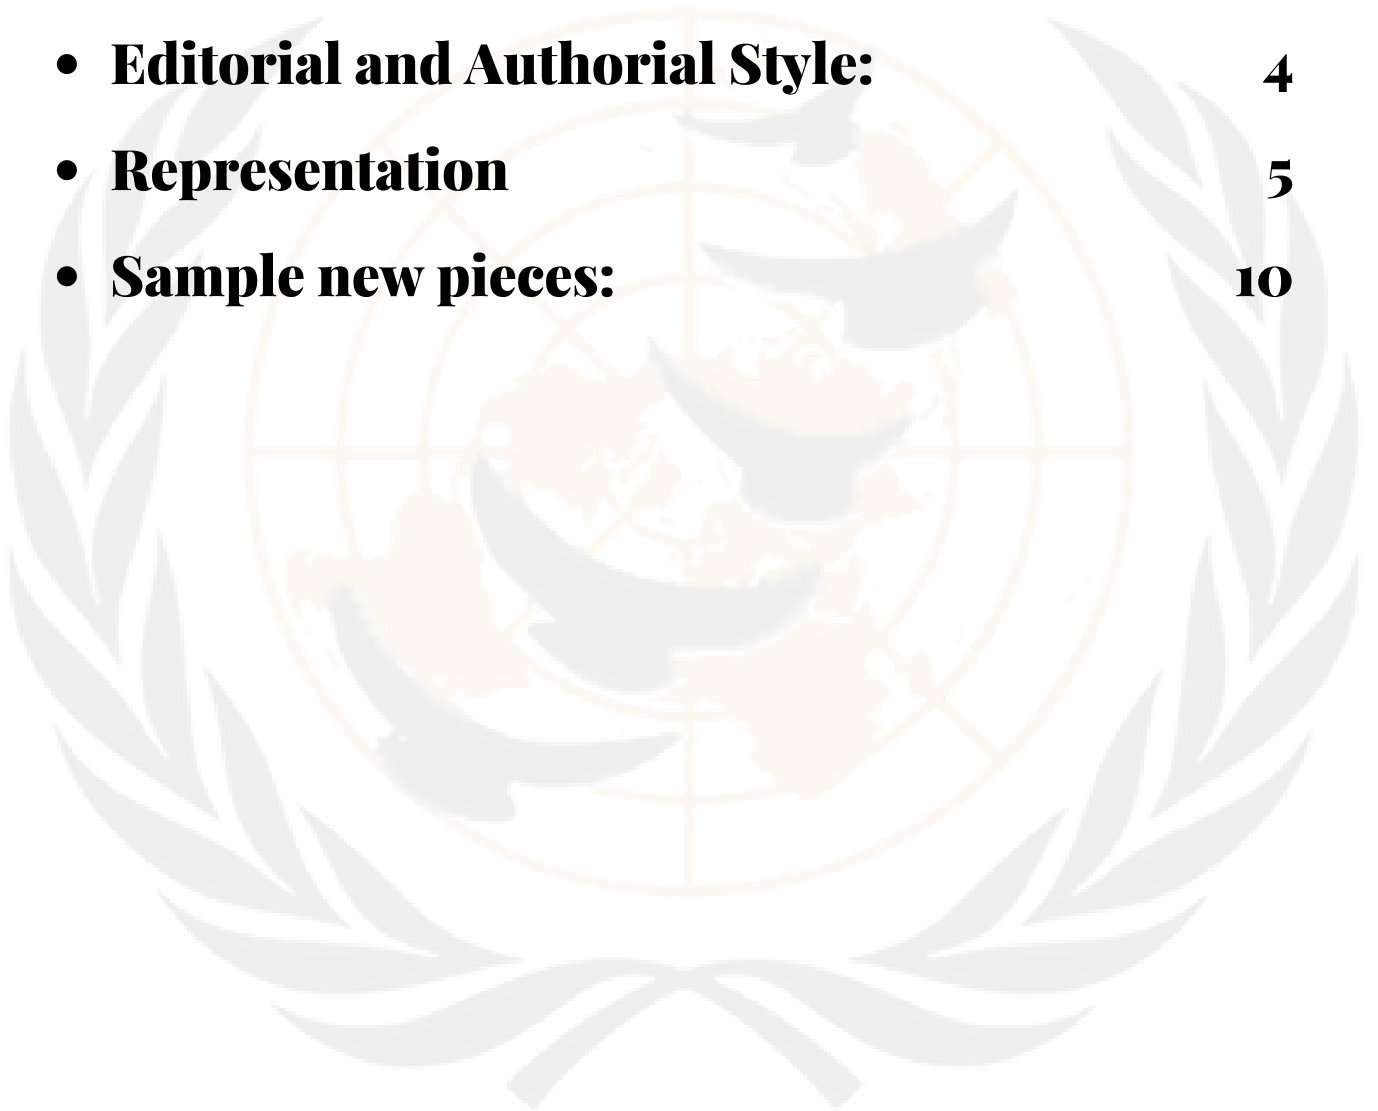 • Editorial and Authorial Style: 4
• Representation 5
• Sample new pieces: 10